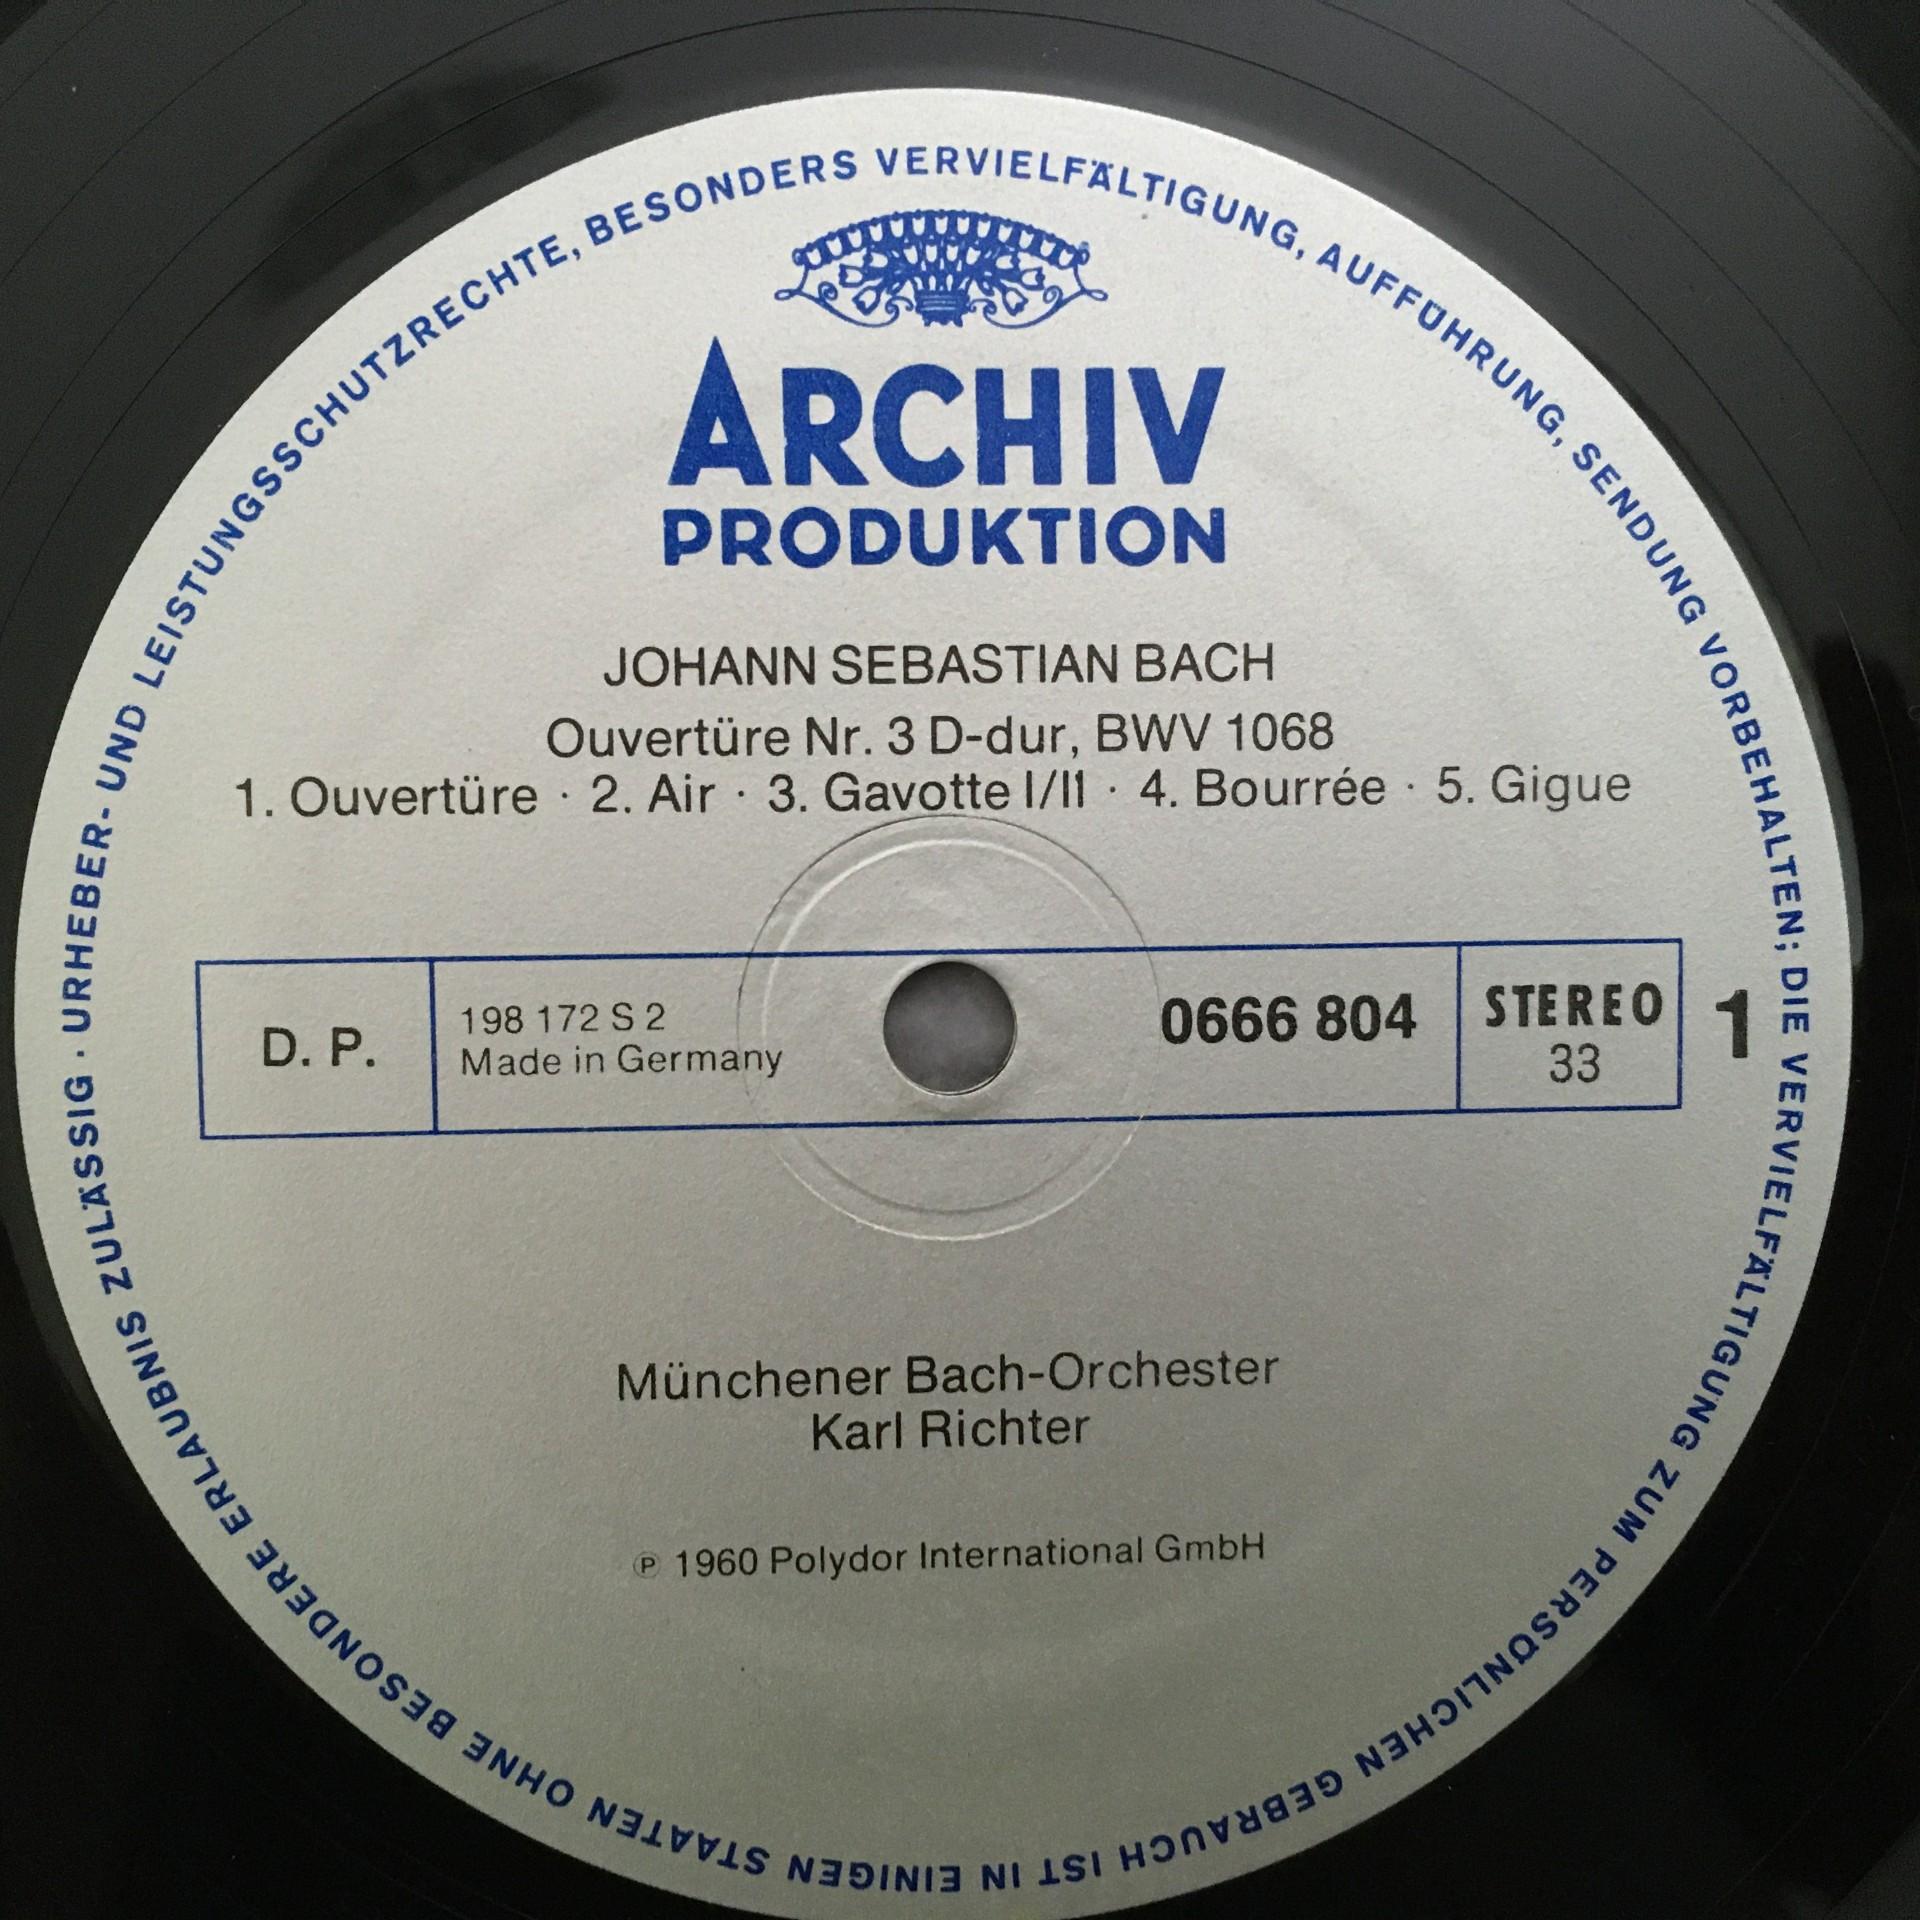 URHEBER- UND LEISTUNGSSCHUTZRECHTE, BESONDERS VERVIELFÄLTIGUNG, AUFFÜHRUNG, SENDUNG VORBEHALTEN; DIE VERVIELFÄLTIGUNG ZUM PERSÖNLICHEN GEBRAUCH IST IN EINIGEN STAATEN OHNE BESONDERE ERLAUBNIS ZULÄSSIG ·
ARCHIV
PRODUKTION
JOHANN SEBASTIAN BACH
Ouvertüre Nr. 3 D-dur, BWV 1068
1. Ouvertüre · 2. Air · 3. Gavotte I/II · 4. Bourrée · 5. Gigue
D. P.
198 172 S 2
Made in Germany
0666 804
STEREO
33
1
Münchener Bach-Orchester
Karl Richter
℗ 1960 Polydor International GmbH